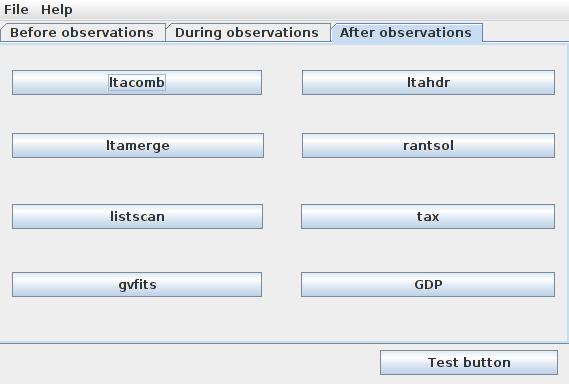 File Help
Before observations During observations After observations
ltacomb ltahdr
ltamerge rantsol
listscan tax
gvfits GDP
Test button